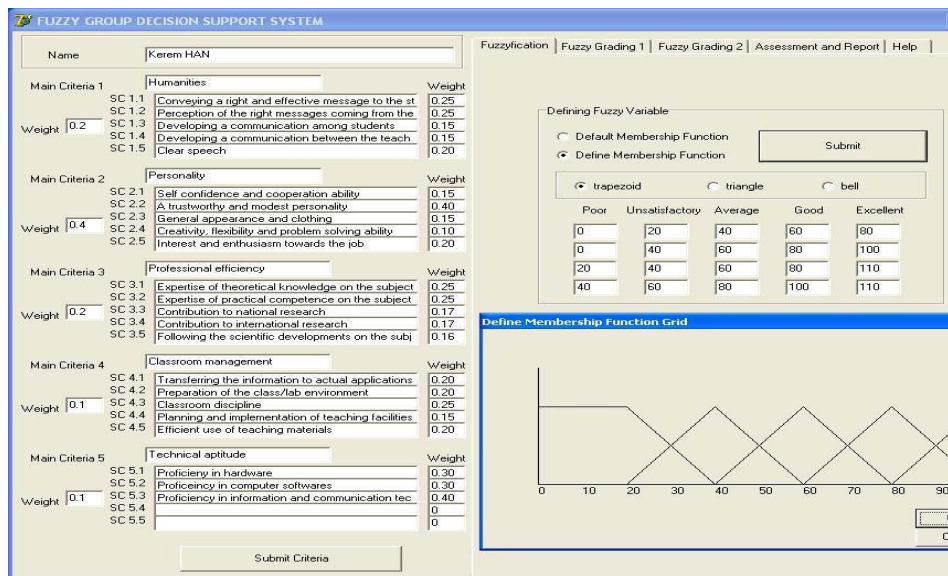 FUZZY GROUP DECISION SUPPORT SYSTEM
Name Kerem HAN
Main Criteria 1 Humanities Weight
SC 1.1 Conveying a right and effective message to the st 0.25
SC 1.2 Perception of the right messages coming from the 0.25
Weight 0.2 SC 1.3 Developing a communication among students 0.15
SC 1.4 Developing a communication between the teach 0.15
SC 1.5 Clear speech 0.20
Main Criteria 2 Personality Weight
SC 2.1 Self confidence and cooperation ability 0.15
SC 2.2 A trustworthy and modest personality 0.40
SC 2.3 General appearance and clothing 0.15
Weight 0.4 SC 2.4 Creativity, flexibility and problem solving ability 0.10
SC 2.5 Interest and enthusiasm towards the job 0.20
Main Criteria 3 Professional efficiency Weight
SC 3.1 Expertise of theoretical knowledge on the subject 0.25
SC 3.2 Expertise of practical competence on the subject 0.25
Weight 0.2 SC 3.3 Contribution to national research 0.17
SC 3.4 Contribution to international research 0.17
SC 3.5 Following the scientific developments on the subj 0.16
Main Criteria 4 Classroom management Weight
SC 4.1 Transferring the information to actual applications 0.20
SC 4.2 Preparation of the class/lab environment 0.20
Weight 0.1 SC 4.3 Classroom discipline 0.25
SC 4.4 Planning and implementation of teaching facilities 0.15
SC 4.5 Efficient use of teaching materials 0.20
Main Criteria 5 Technical aptitude Weight
SC 5.1 Proficieny in hardware 0.30
SC 5.2 Proficeincy in computer softwares 0.30
Weight 0.1 SC 5.3 Proficiency in information and communication tec 0.40
SC 5.4 0
SC 5.5 0
Submit Criteria
Fuzzyfication Fuzzy Grading 1 Fuzzy Grading 2 Assessment and Report Help
Defining Fuzzy Variable
Default Membership Function
Define Membership Function
Submit
trapezoid triangle bell
Poor Unsatisfactory Average Good Excellent
0 20 40 60 80
0 40 60 80 100
20 40 60 80 110
40 60 80 100 110
Define Membership Function Grid
0 10 20 30 40 50 60 70 80 90